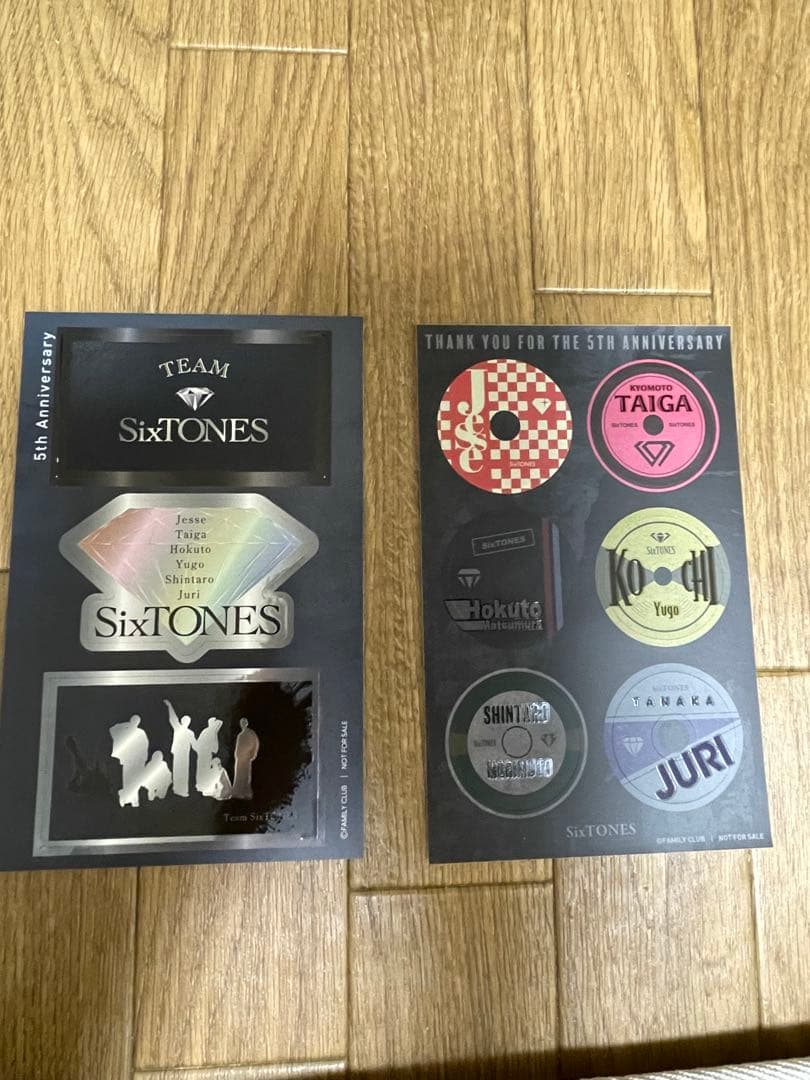 5th Anniversary
TEAM
SixTONES
Jesse
Taiga
Hokuto
Yugo
Shintaro
Juri
SixTONES
Team
©FAMILY CLUB | NOT FOR SALE
THANK YOU FOR THE 5TH ANNIVERSARY
SixTONES
KYOMOTO
TAIGA
SixTONES SixTONES
SixTONES
Hokuto
Matsumura
SixTONES
KOCHI
Yugo
SHINTARO
SixTONES
MORIMOTO
SixTONES
TANAKA
JURI
SixTONES
©FAMILY CLUB | NOT FOR SALE